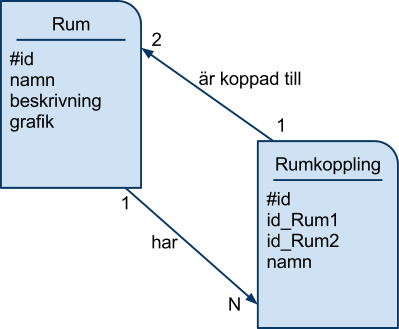 Rum
#id
namn
beskrivning
grafik
2
är koppad till
1
1
har
N
Rumkoppling
#id
id_Rum1
id_Rum2
namn